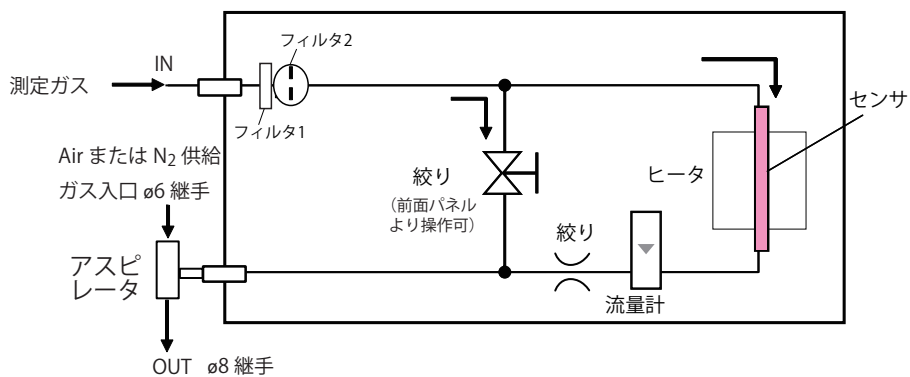 フィルタ2
IN
測定ガス
フィルタ1
センサ
Air または N₂ 供給
ガス入口 ø6 継手
絞り
（前面パネル
より操作可）
ヒータ
絞り
アスピ
レータ
流量計
OUT ø8 継手